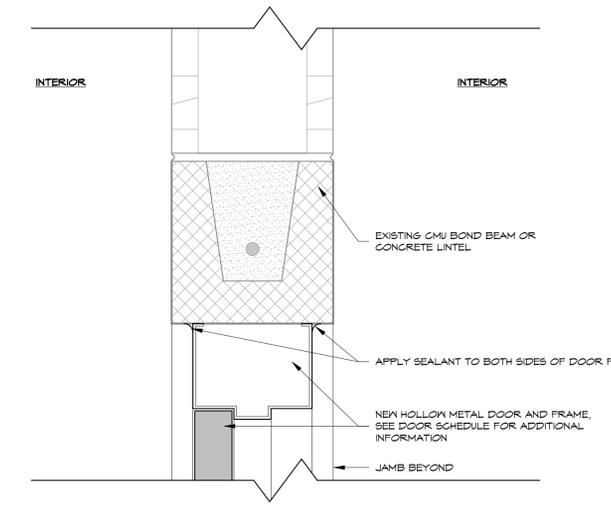 INTERIOR
INTERIOR
EXISTING CMU BOND BEAM OR
CONCRETE LINTEL
APPLY SEALANT TO BOTH SIDES OF DOOR F
NEW HOLLOW METAL DOOR AND FRAME,
SEE DOOR SCHEDULE FOR ADDITIONAL
INFORMATION
JAMB BEYOND